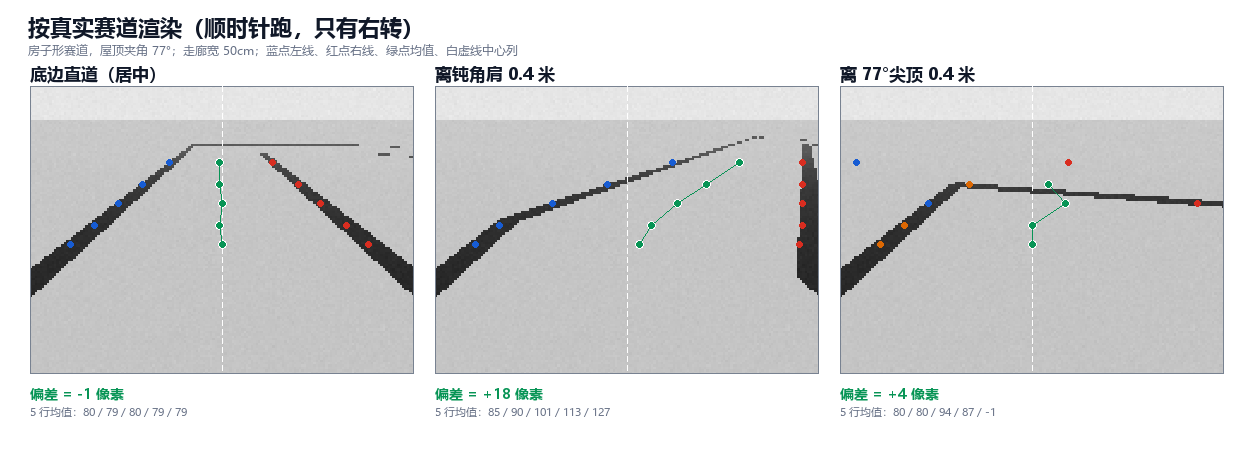 按真实赛道渲染（顺时针跑，只有右转）
房子形赛道，屋顶夹角 77°；走廊宽 50cm；蓝点左线、红点右线、绿点均值、白虚线中心列
底边直道（居中）
离钝角肩 0.4 米
离 77°尖顶 0.4 米
偏差 = -1 像素
偏差 = +18 像素
偏差 = +4 像素
5 行均值：80 / 79 / 80 / 79 / 79
5 行均值：85 / 90 / 101 / 113 / 127
5 行均值：80 / 80 / 94 / 87 / -1